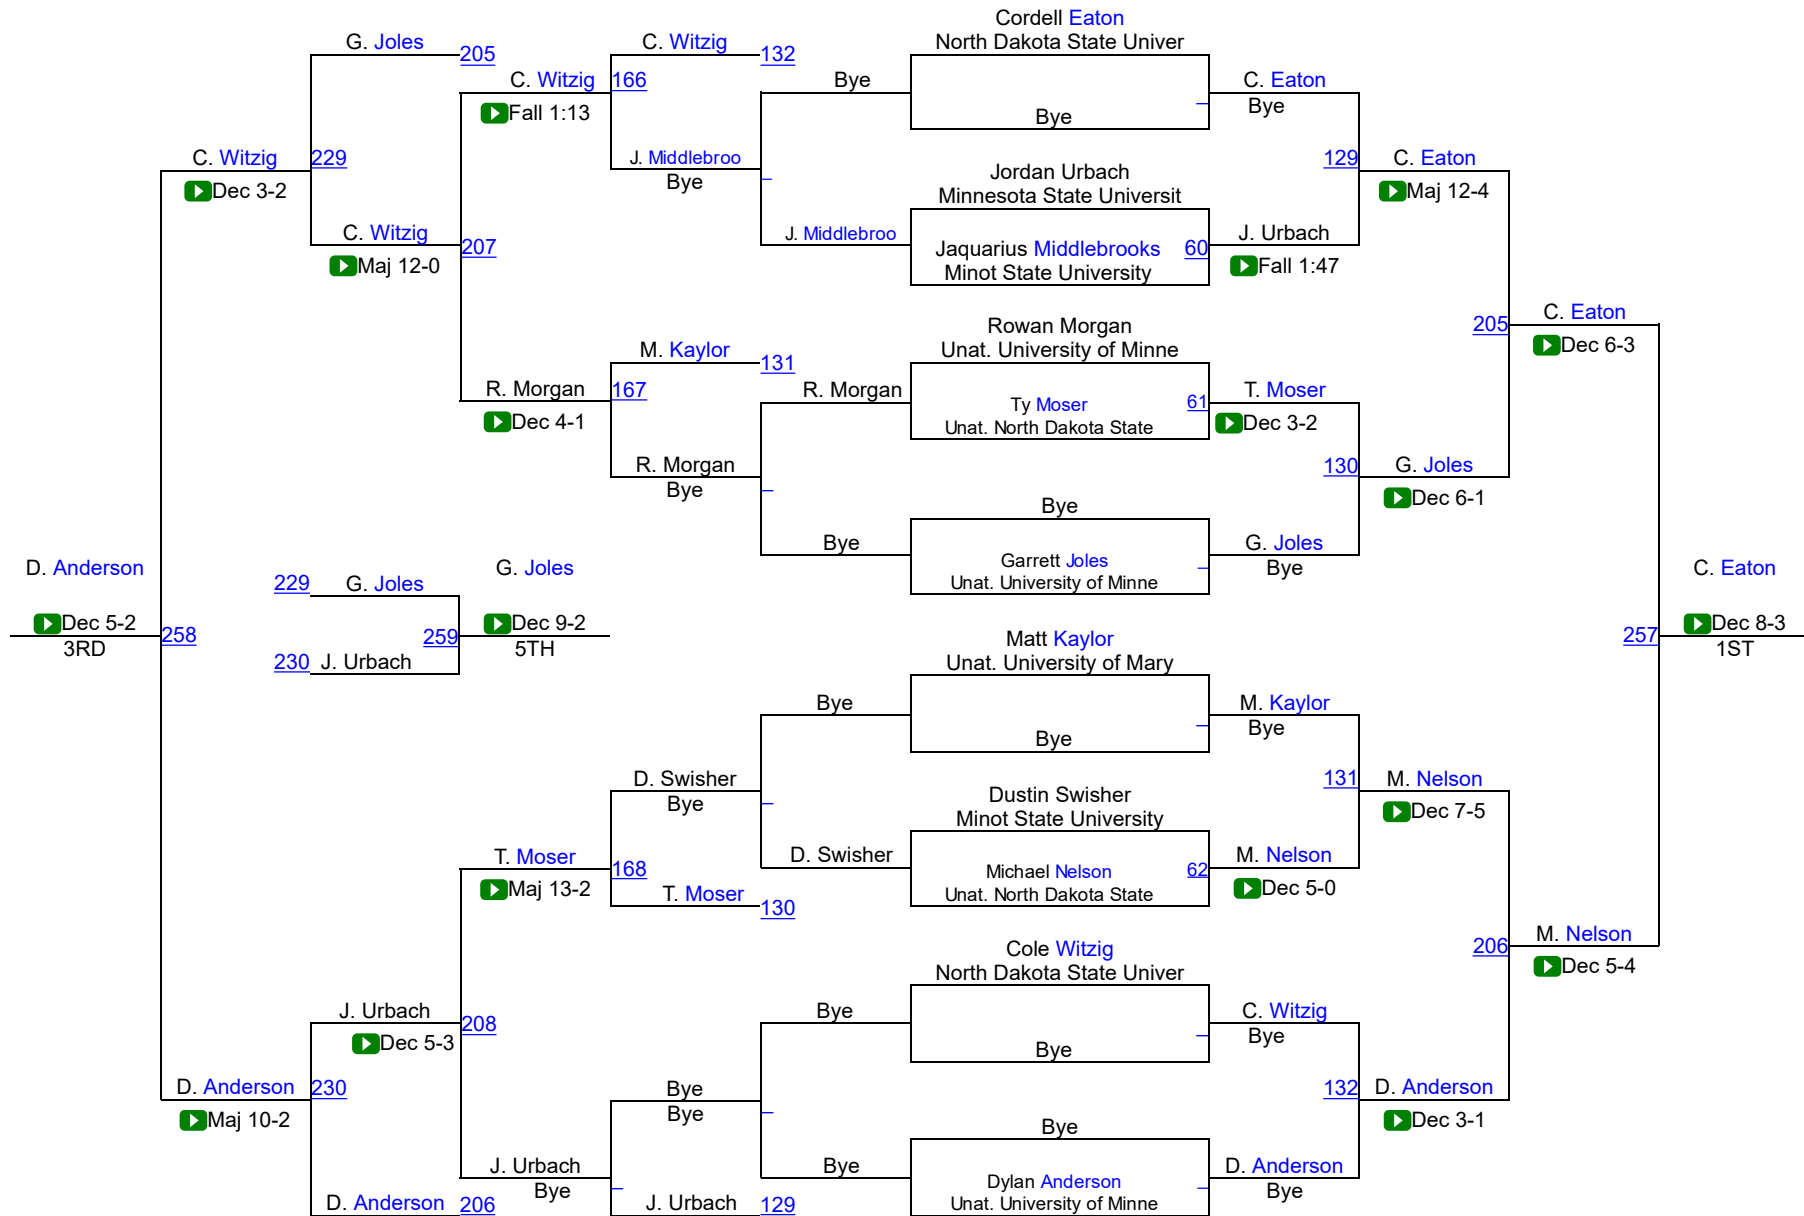 Cordell Eaton
G. Joles
C. Witzig
North Dakota State Univer
205
132
C. Witzig
166
Bye
C. Eaton
Fall 1:13
Bye
Bye
C. Witzig
229
J. Middlebroo
129
C. Eaton
Dec 3-2
Bye
Jordan Urbach
Maj 12-4
Minnesota State Universit
C. Witzig
207
J. Middlebroo
Jaquarius Middlebrooks
60
J. Urbach
Maj 12-0
Minot State University
Fall 1:47
Rowan Morgan
205
C. Eaton
M. Kaylor
131
Unat. University of Minne
Dec 6-3
R. Morgan
167
R. Morgan
Ty Moser
61
T. Moser
Dec 4-1
Unat. North Dakota State
Dec 3-2
R. Morgan
130
G. Joles
Bye
Bye
Dec 6-1
Bye
Garrett Joles
G. Joles
D. Anderson
229
G. Joles
G. Joles
Unat. University of Minne
Bye
C. Eaton
Dec 5-2
258
259
Dec 9-2
Matt Kaylor
257
Dec 8-3
3RD
230
J. Urbach
5TH
Unat. University of Mary
1ST
Bye
M. Kaylor
Bye
Bye
D. Swisher
131
M. Nelson
Bye
Dustin Swisher
Dec 7-5
Minot State University
T. Moser
168
D. Swisher
Michael Nelson
62
M. Nelson
Maj 13-2
T. Moser
130
Unat. North Dakota State
Dec 5-0
Cole Witzig
206
M. Nelson
North Dakota State Univer
Dec 5-4
J. Urbach
208
Bye
C. Witzig
Dec 5-3
Bye
Bye
D. Anderson
230
Bye
132
D. Anderson
Maj 10-2
Bye
Bye
Dec 3-1
J. Urbach
Bye
Dylan Anderson
D. Anderson
Bye
Unat. University of Minne
Bye
D. Anderson
206
J. Urbach
129